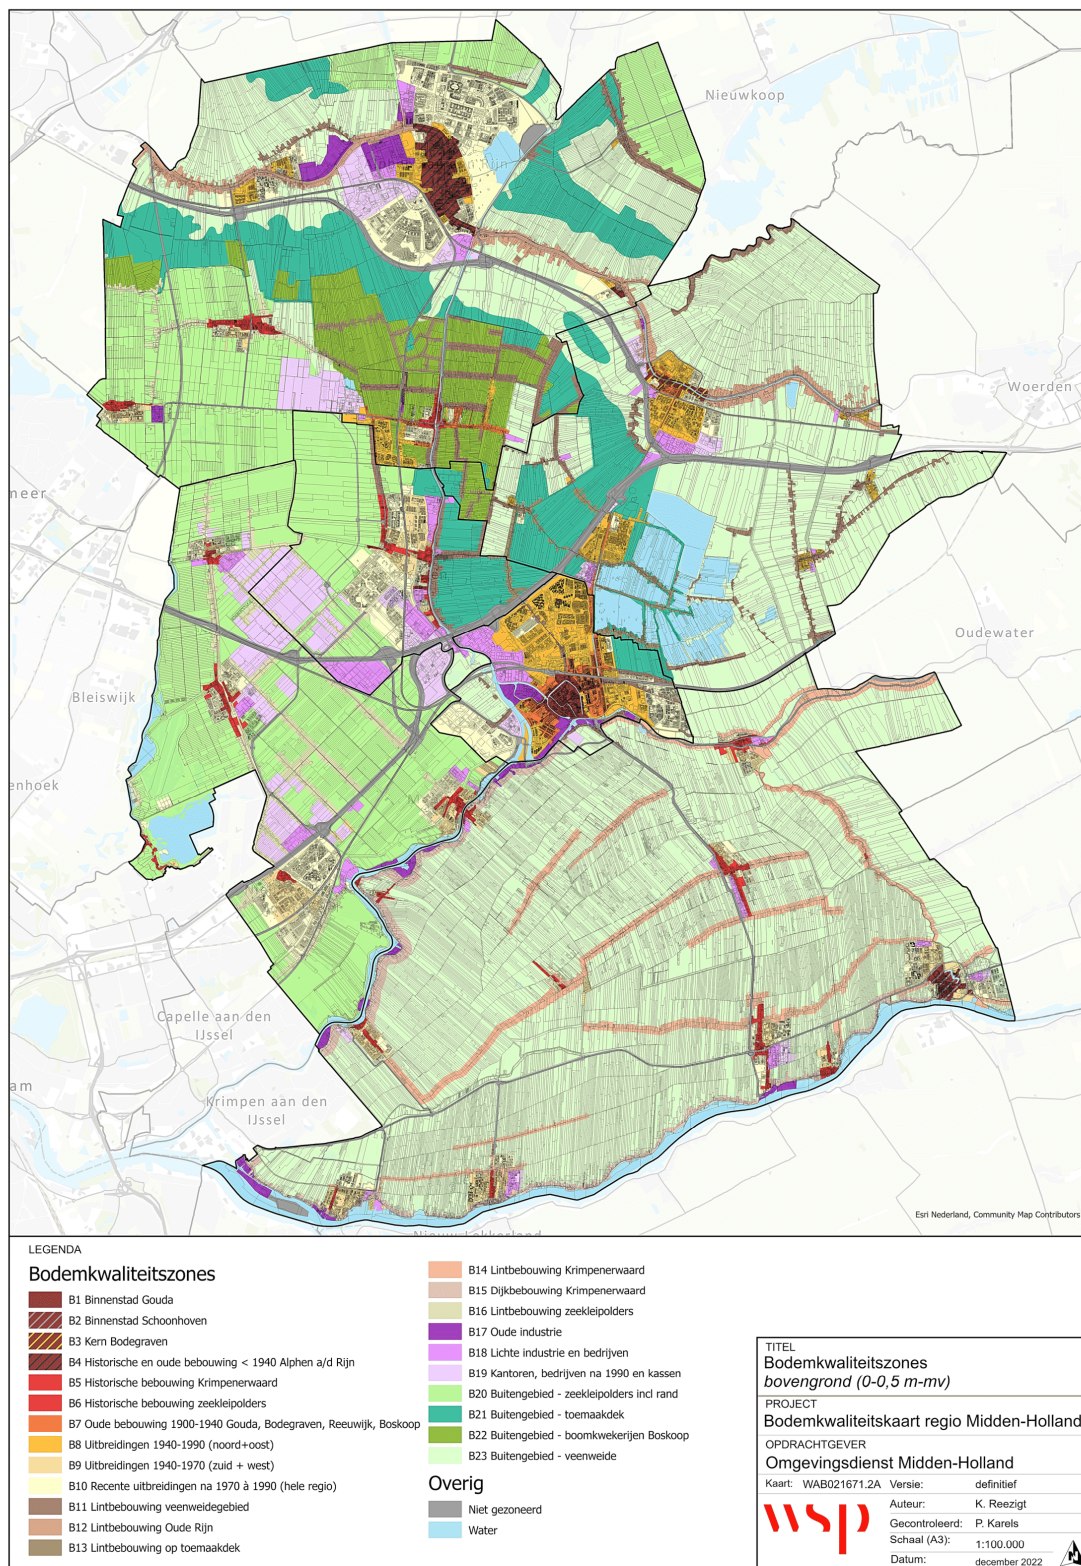 Nieuwkoop
Woerden
meer
Oudewater
Bleiswijk
enhoek
Capelle aan den
IJssel
am
Krimpen aan den
IJssel
Nieuw-Lekkerland
Esri Nederland, Community Map Contributors
LEGENDA
Bodemkwaliteitszones
B1 Binnenstad Gouda
B2 Binnenstad Schoonhoven
B3 Kern Bodegraven
B4 Historische en oude bebouwing < 1940 Alphen a/d Rijn
B5 Historische bebouwing Krimpenerwaard
B6 Historische bebouwing zeekleipolders
B7 Oude bebouwing 1900-1940 Gouda, Bodegraven, Reeuwijk, Boskoop
B8 Uitbreidingen 1940-1990 (noord+oost)
B9 Uitbreidingen 1940-1970 (zuid + west)
B10 Recente uitbreidingen na 1970 à 1990 (hele regio)
B11 Lintbebouwing veenweidegebied
B12 Lintbebouwing Oude Rijn
B13 Lintbebouwing op toemaakdek
B14 Lintbebouwing Krimpenerwaard
B15 Dijkbebouwing Krimpenerwaard
B16 Lintbebouwing zeekleipolders
B17 Oude industrie
B18 Lichte industrie en bedrijven
B19 Kantoren, bedrijven na 1990 en kassen
B20 Buitengebied - zeekleipolders incl rand
B21 Buitengebied - toemaakdek
B22 Buitengebied - boomkwekerijen Boskoop
B23 Buitengebied - veenweide
Overig
Niet gezoneerd
Water
TITEL
Bodemkwaliteitszones
bovengrond (0-0,5 m-mv)
PROJECT
Bodemkwaliteitskaart regio Midden-Holland
OPDRACHTGEVER
Omgevingsdienst Midden-Holland
Kaart: WAB021671.2A Versie: definitief
Auteur: K. Reezigt
Gecontroleerd: P. Karels
Schaal (A3): 1:100.000
Datum: december 2022
wsp